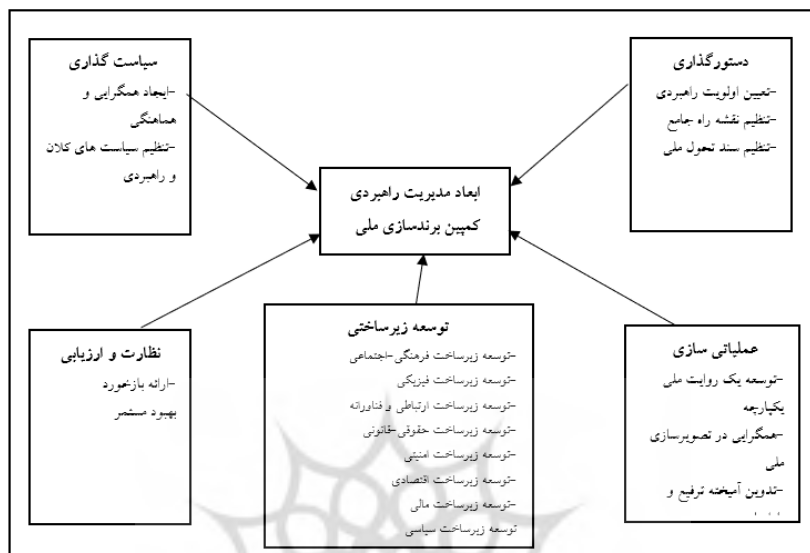 دستورگذاری
-تعیین اولویت راهبردی
-تنظیم نقشه راه جامع
-تنظیم سند تحول ملی
سیاست گذاری
-ایجاد همگرایی و
هماهنگی
-تنظیم سیاست های کلان
و راهبردی
ابعاد مدیریت راهبردی
کمپین برندسازی ملی
عملیاتی سازی
-توسعه یک روایت ملی
یکپارچه
-همگرایی در تصویرسازی
ملی
-تدوین آمیخته ترفیع و
توسعه زیرساختی
-توسعه زیرساخت فرهنگی-اجتماعی
-توسعه زیرساخت فیزیکی
-توسعه زیرساخت ارتباطی و فناورانه
-توسعه زیرساخت حقوقی-قانونی
-توسعه زیرساخت امنیتی
-توسعه زیرساخت اقتصادی
-توسعه زیرساخت مالی
توسعه زیرساخت سیاسی
نظارت و ارزیابی
-ارائه بازخورد
بهبود مستمر